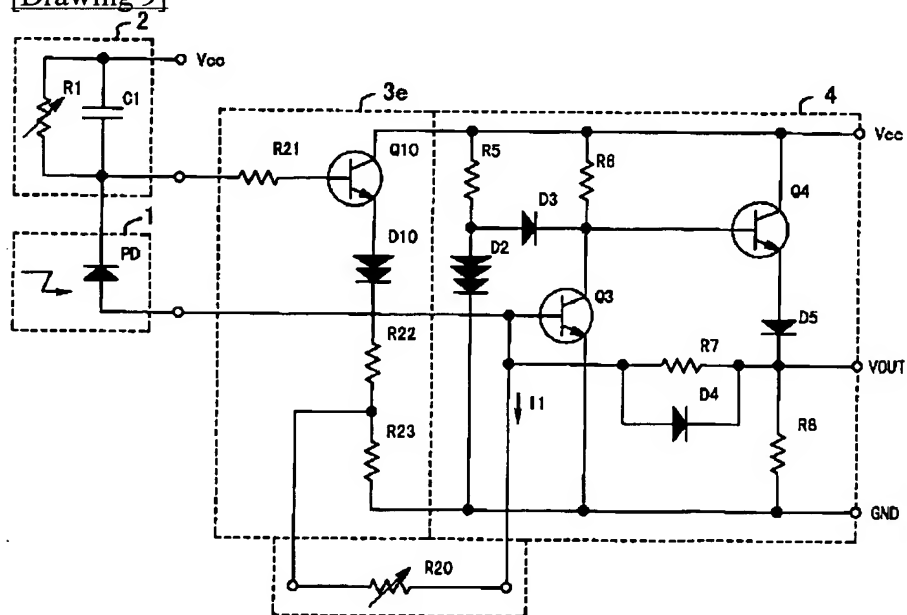 [Drawing
2
Vcc
R1
C1
3e
4
R21
Q10
R5
R6
Vcc
Q4
D3
1
PD
D10
D2
Q3
D5
R22
R7
VOUT
D4
I1
R23
R8
GND
R20